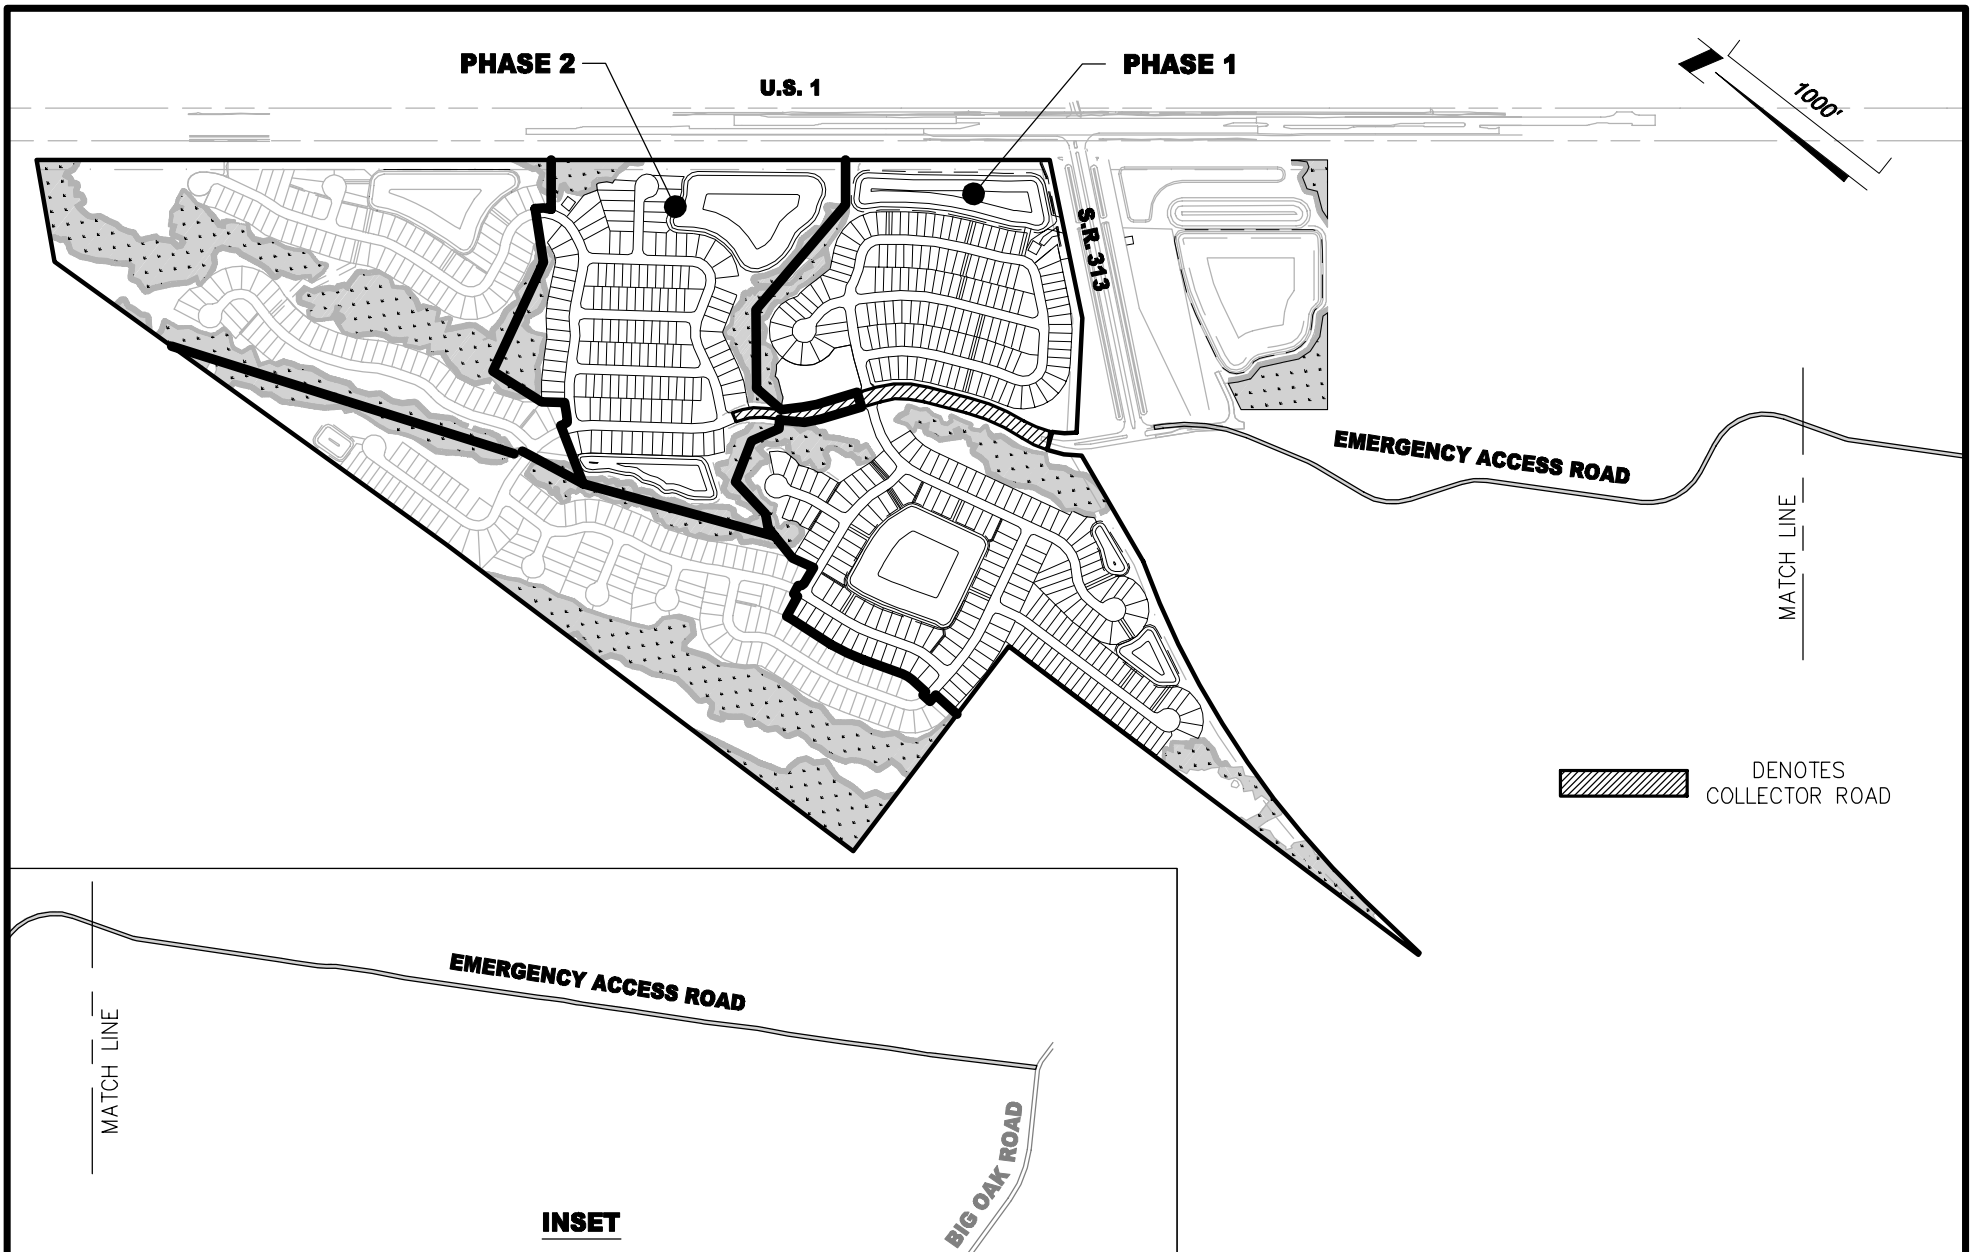 PHASE 2
PHASE 1
U.S. 1
1000'
S.R. 313
EMERGENCY ACCESS ROAD
MATCH LINE
DENOTES
COLLECTOR ROAD
EMERGENCY ACCESS ROAD
MATCH LINE
BIG OAK ROAD
INSET